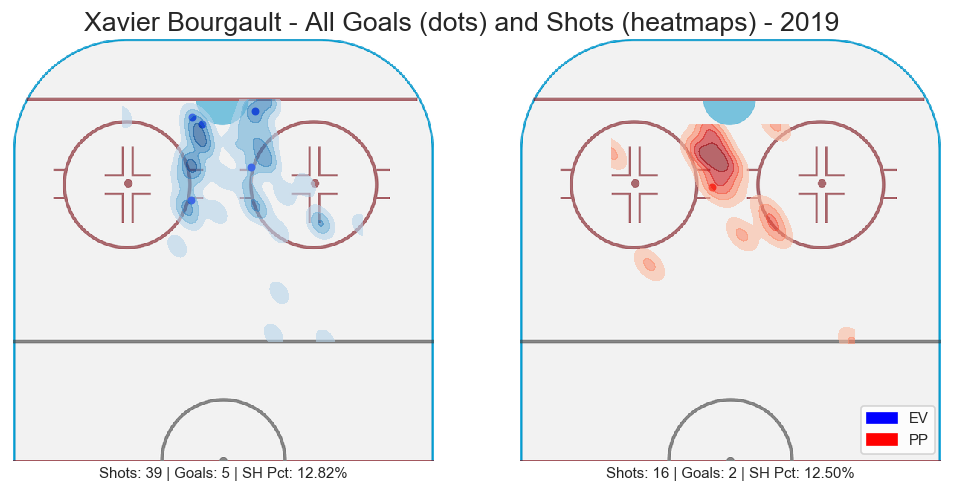 Xavier Bourgault - All Goals (dots) and Shots (heatmaps) - 2019
EV
PP
Shots: 39 | Goals: 5 | SH Pct: 12.82%
Shots: 16 | Goals: 2 | SH Pct: 12.50%